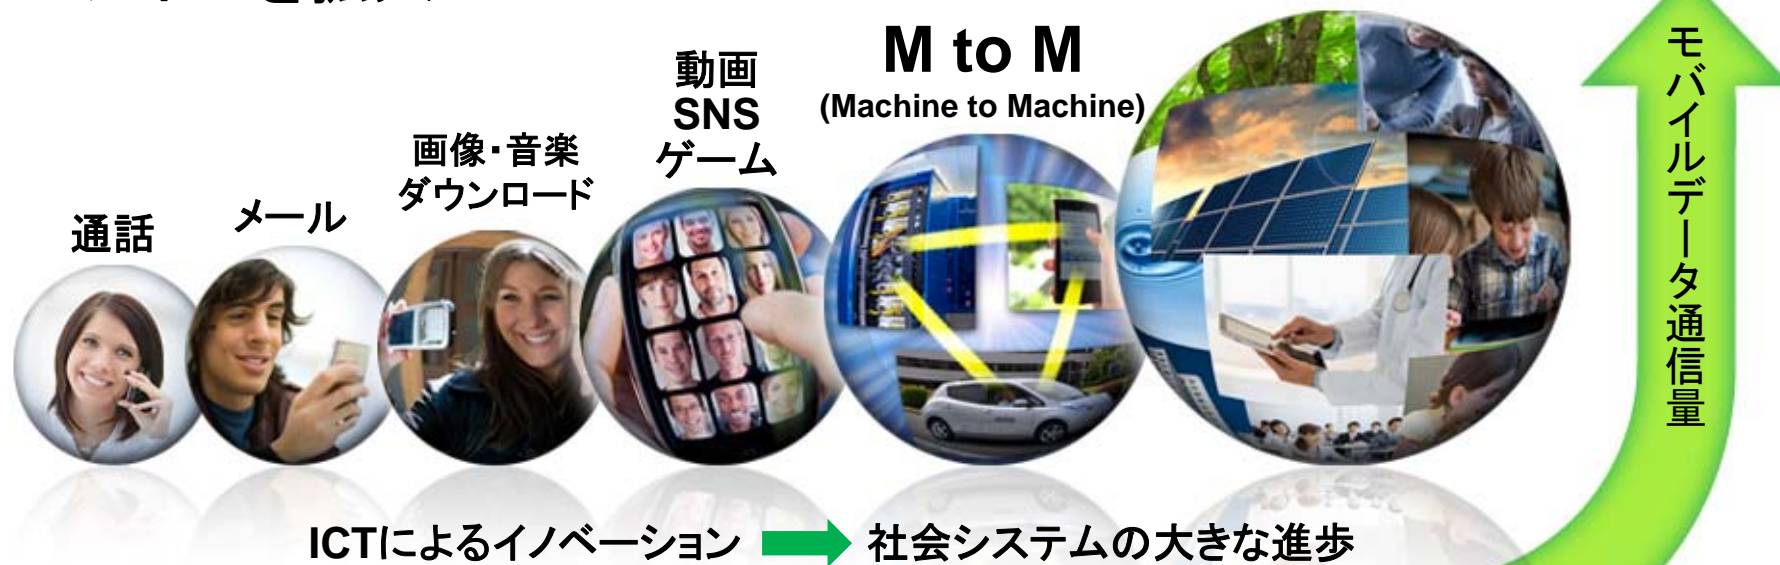 通話
メール
画像・音楽
ダウンロード
動画
SNS
ゲーム
M to M
(Machine to Machine)
モバイルデータ通信量
ICTによるイノベーション
社会システムの大きな進歩